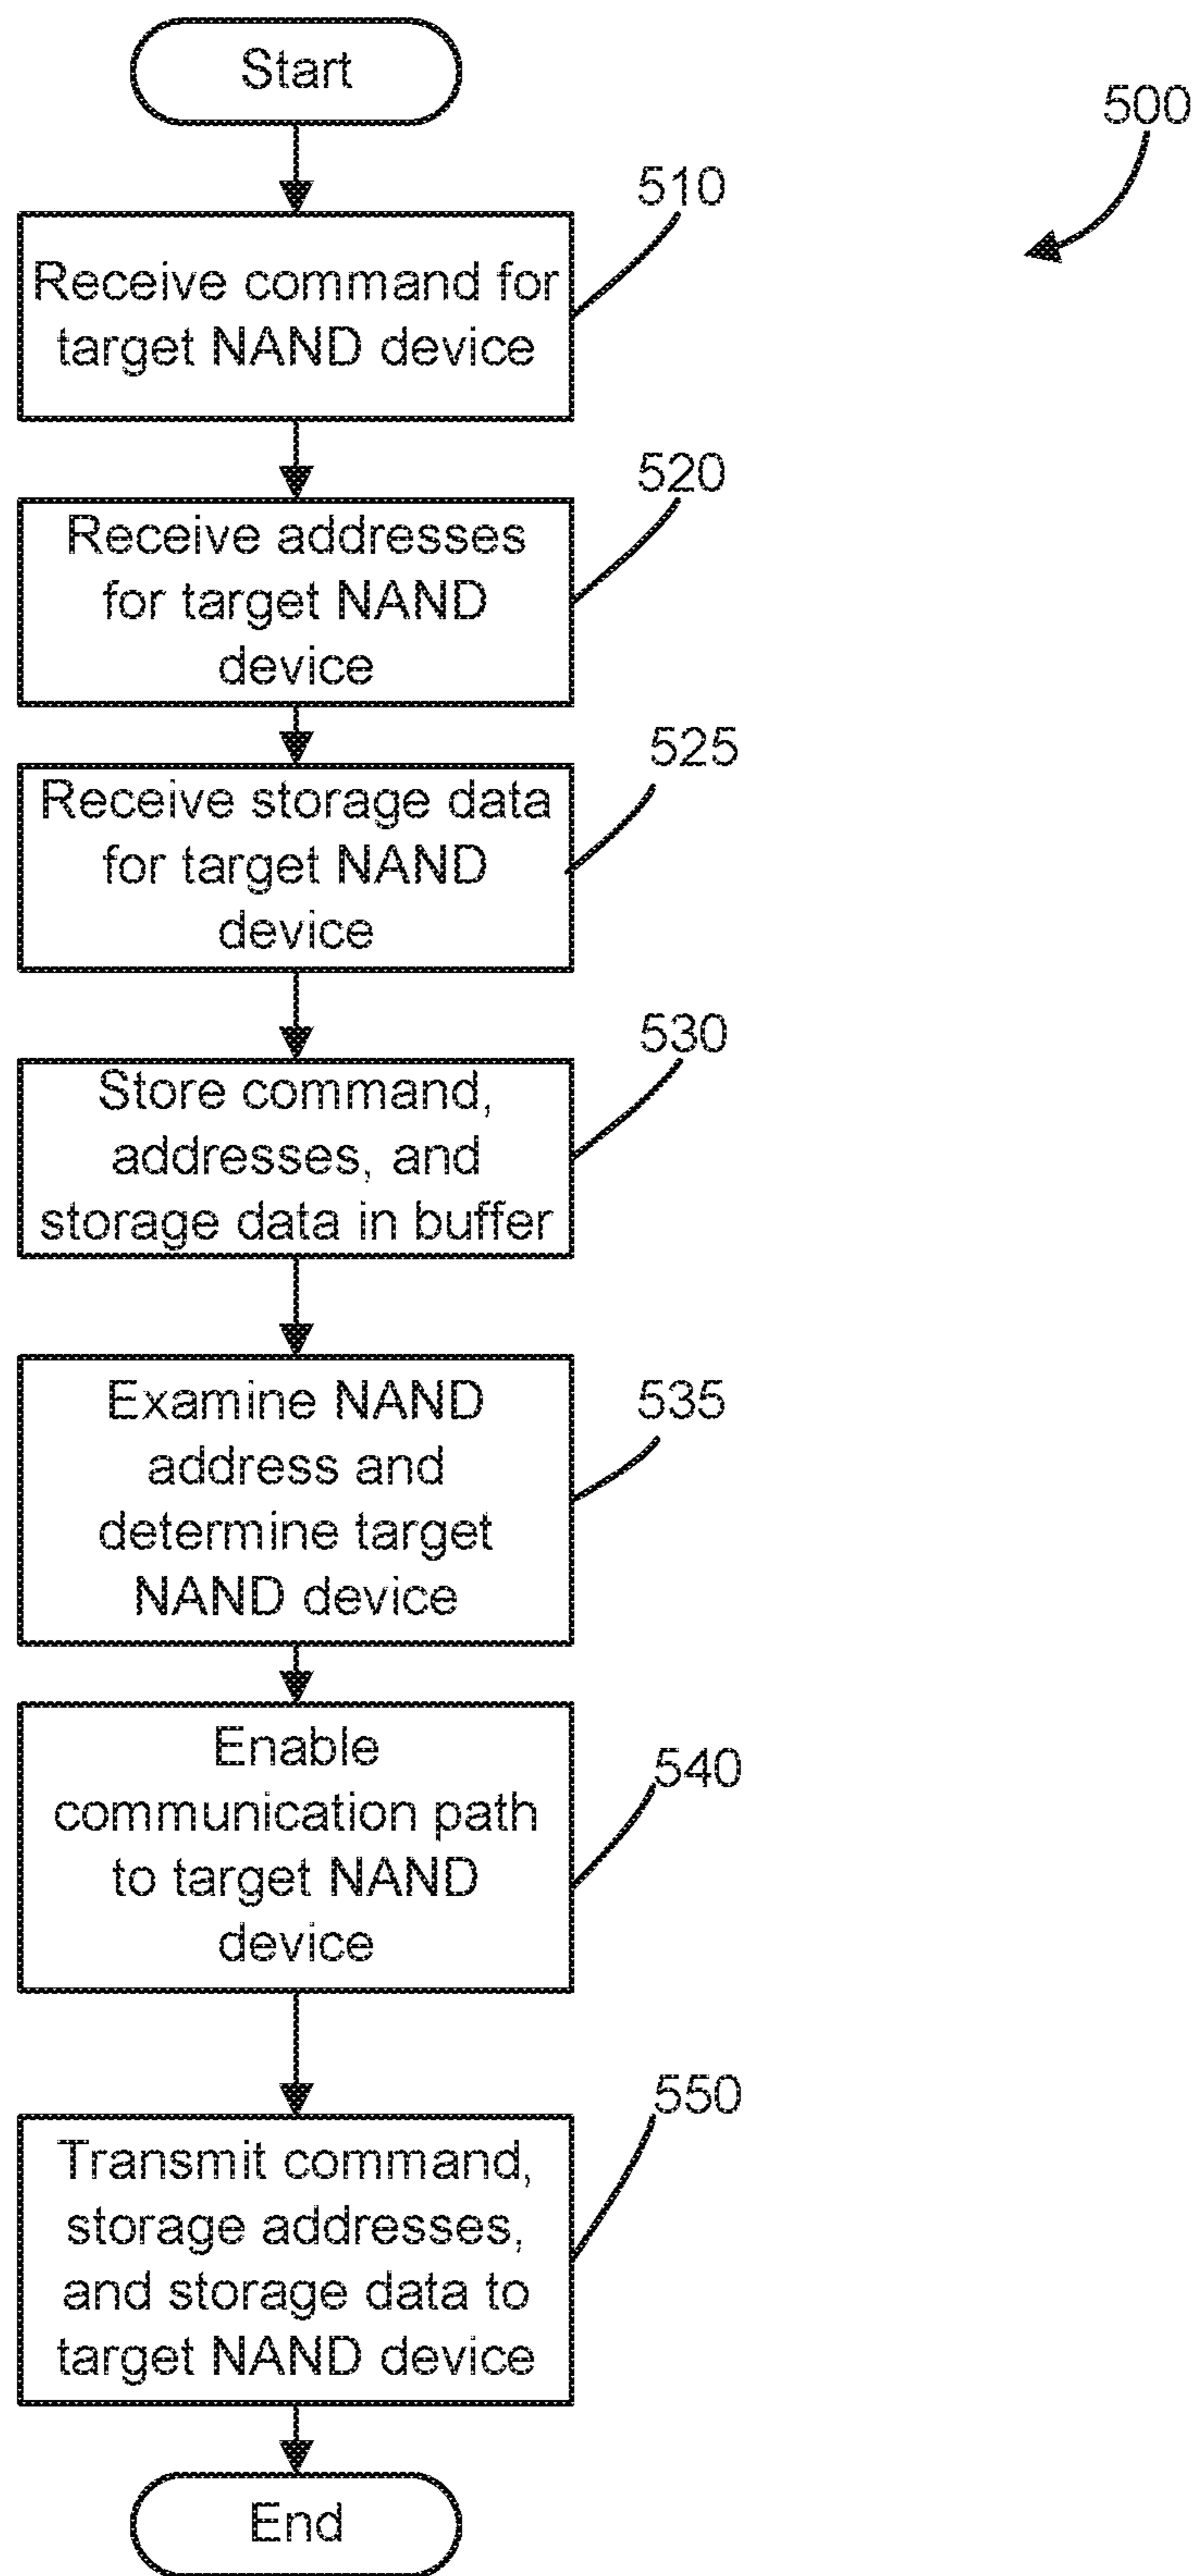 Start
500
510
Receive command for
target NAND device
520
Receive addresses
for target NAND
device
525
Receive storage data
for target NAND
device
530
Store command,
addresses, and
storage data in buffer
535
Examine NAND
address and
determine target
NAND device
540
Enable
communication path
to target NAND
device
550
Transmit command,
storage addresses,
and storage data to
target NAND device
End